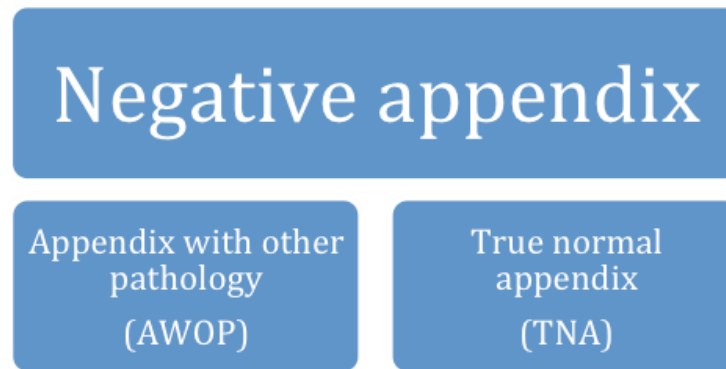 Negative appendix
Appendix with other
pathology
(AWOP)
True normal
appendix
(TNA)